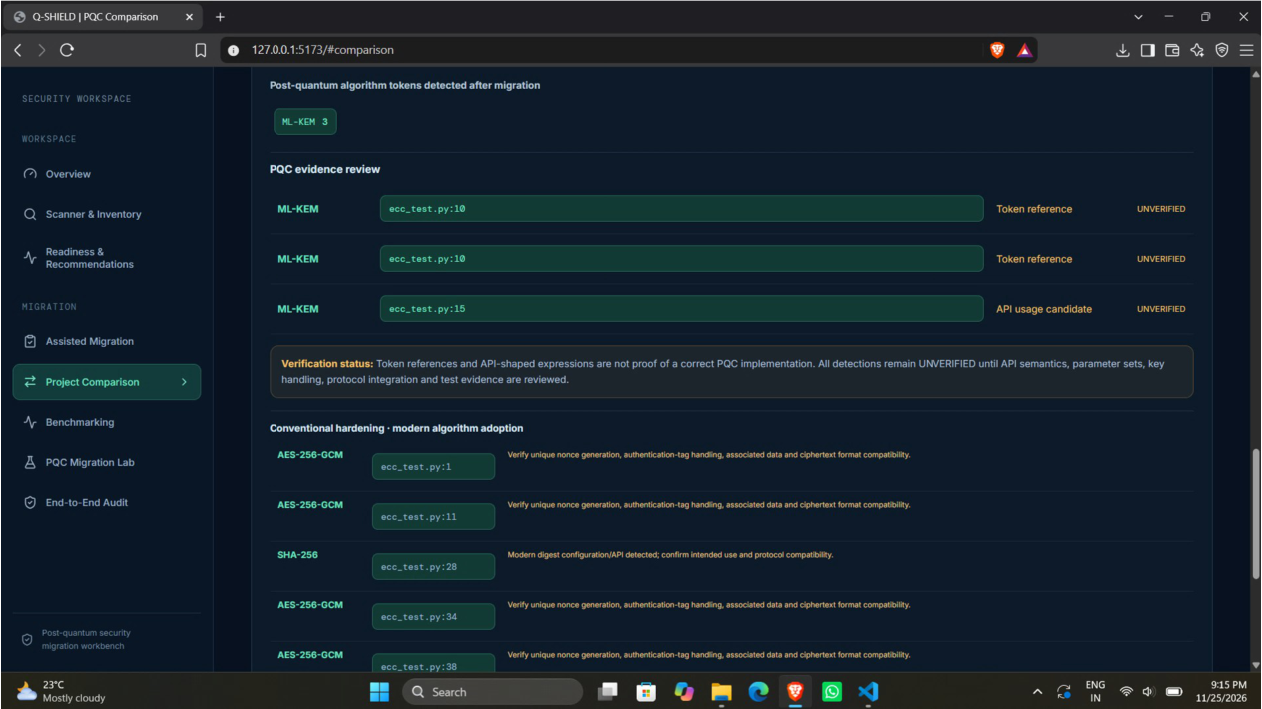 Q-SHIELD | PQC Comparison
127.0.0.1:5173/#comparison
SECURITY WORKSPACE
WORKSPACE
Overview
Scanner & Inventory
Readiness &
Recommendations
MIGRATION
Assisted Migration
Project Comparison
Benchmarking
PQC Migration Lab
End-to-End Audit
Post-quantum security
migration workbench
Post-quantum algorithm tokens detected after migration
ML-KEM 3
PQC evidence review
ML-KEM ecc_test.py:10 Token reference UNVERIFIED
ML-KEM ecc_test.py:10 Token reference UNVERIFIED
ML-KEM ecc_test.py:15 API usage candidate UNVERIFIED
Verification status: Token references and API-shaped expressions are not proof of a correct PQC implementation. All detections remain UNVERIFIED until API semantics, parameter sets, key
handling, protocol integration and test evidence are reviewed.
Conventional hardening · modern algorithm adoption
AES-256-GCM ecc_test.py:1 Verify unique nonce generation, authentication-tag handling, associated data and ciphertext format compatibility.
AES-256-GCM ecc_test.py:11 Verify unique nonce generation, authentication-tag handling, associated data and ciphertext format compatibility.
SHA-256 ecc_test.py:28 Modern digest configuration/API detected; confirm intended use and protocol compatibility.
AES-256-GCM ecc_test.py:34 Verify unique nonce generation, authentication-tag handling, associated data and ciphertext format compatibility.
AES-256-GCM ecc_test.py:38 Verify unique nonce generation, authentication-tag handling, associated data and ciphertext format compatibility.
23°C
Mostly cloudy
Search
ENG
IN
9:15 PM
11/25/2026